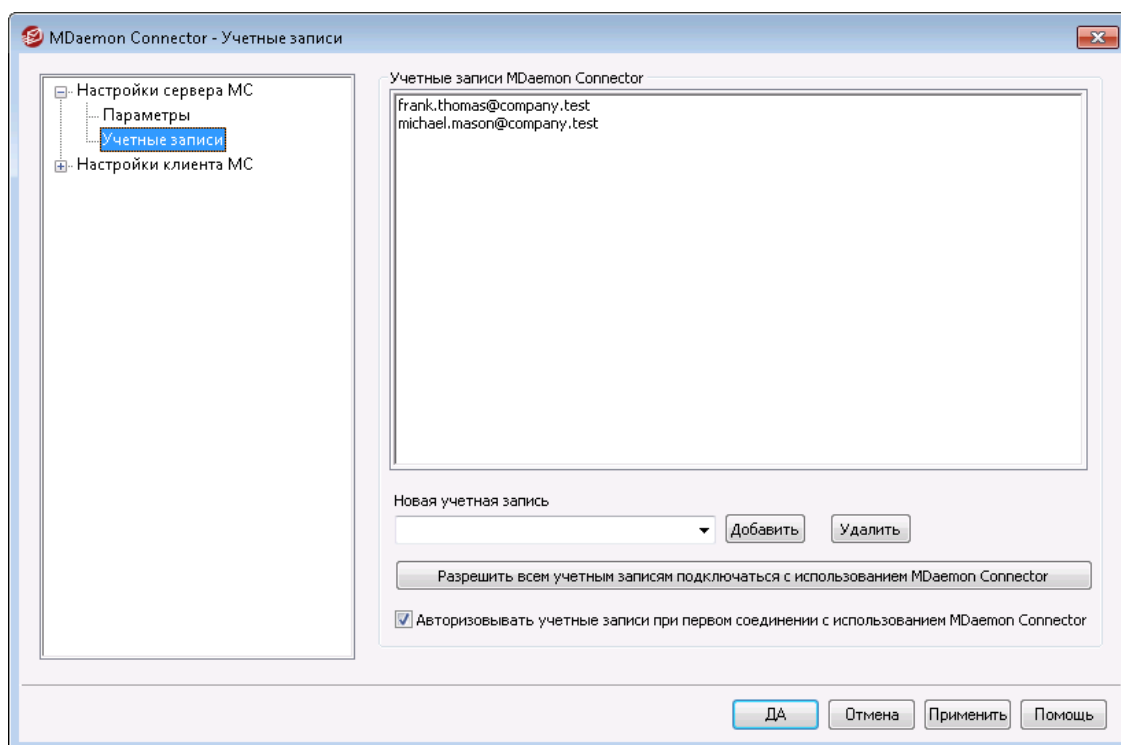 MDaemon Connector - Учетные записи
Настройки сервера MC
Параметры
Учетные записи
Настройки клиента MC
Учетные записи MDaemon Connector
frank.thomas@company.test
michael.mason@company.test
Новая учетная запись
Добавить
Удалить
Разрешить всем учетным записям подключаться с использованием MDaemon Connector
Авторизовывать учетные записи при первом соединении с использованием MDaemon Connector
ДА
Отмена
Применить
Помощь